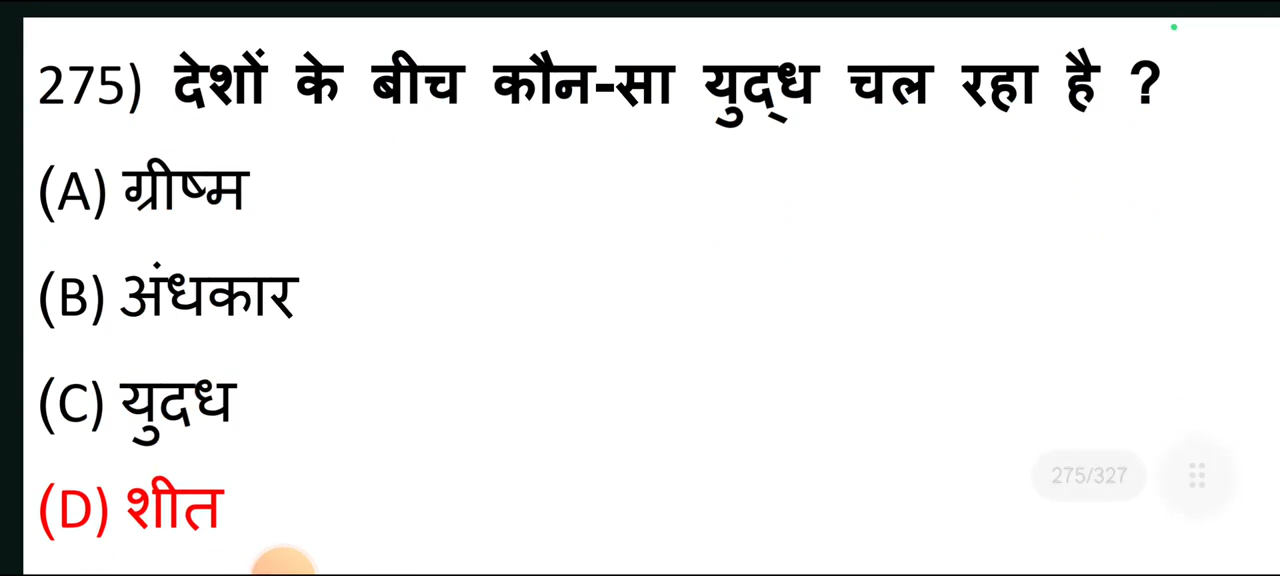 275) देशों के बीच कौन-सा युद्ध चल रहा है ?
(A) ग्रीष्म
(B) अंधकार
(C) युदध
(D) शीत
275/327